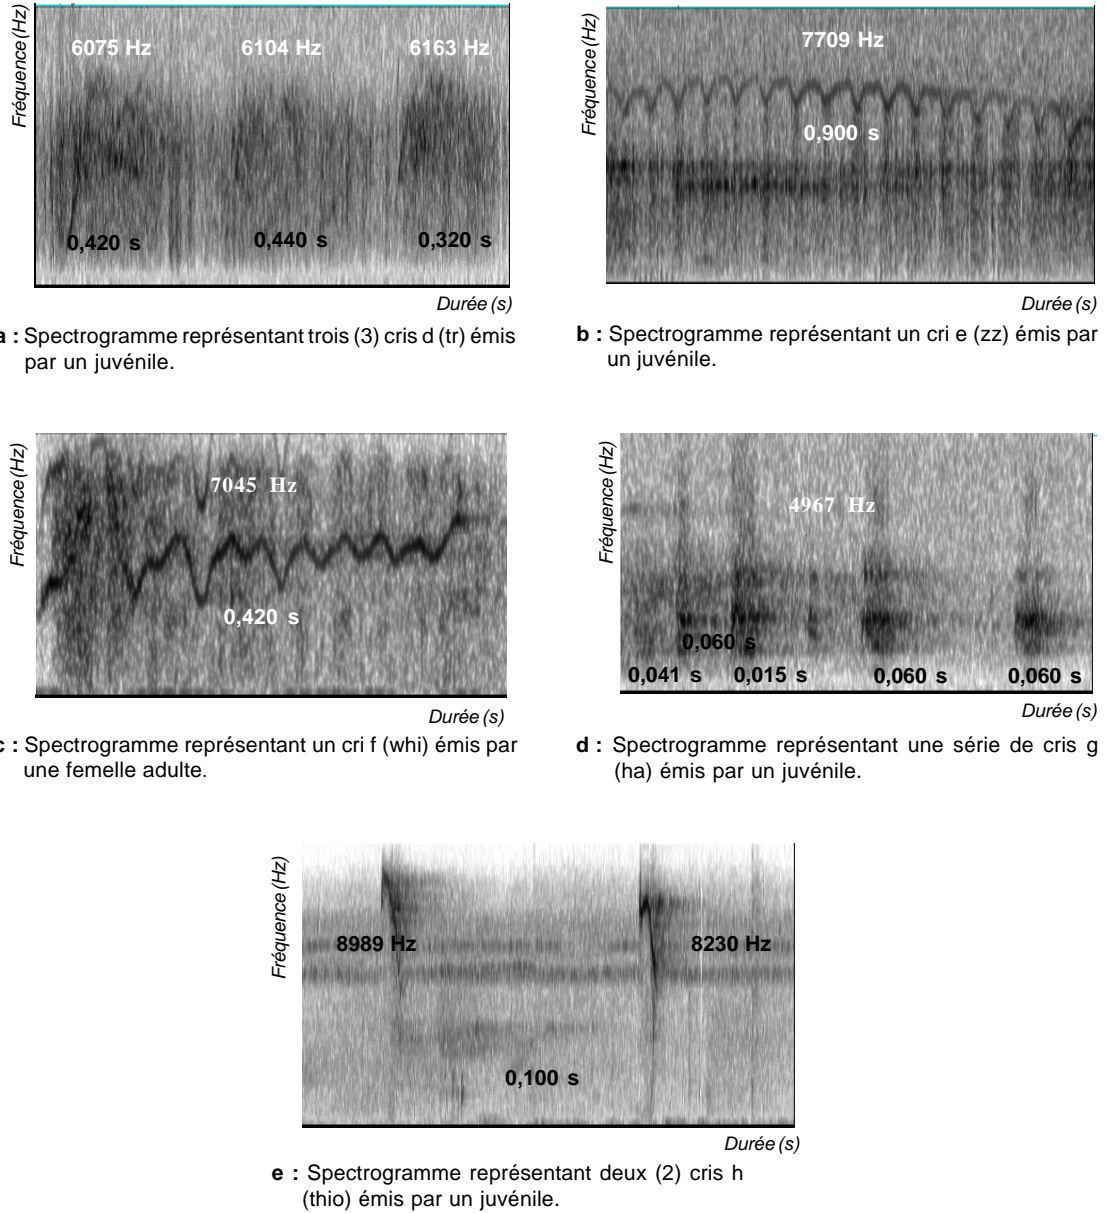 Fréquence (Hz)
6075 Hz 6104 Hz 6163 Hz
0,420 s 0,440 s 0,320 s
Durée (s)
a : Spectrogramme représentant trois (3) cris d (tr) émis
par un juvénile.
Fréquence (Hz)
7709 Hz
0,900 s
Durée (s)
b : Spectrogramme représentant un cri e (zz) émis par
un juvénile.
Fréquence (Hz)
7045 Hz
0,420 s
Durée (s)
c : Spectrogramme représentant un cri f (whi) émis par
une femelle adulte.
Fréquence (Hz)
4967 Hz
0,060 s
0,041 s 0,015 s 0,060 s 0,060 s
Durée (s)
d : Spectrogramme représentant une série de cris g
(ha) émis par un juvénile.
Fréquence (Hz)
8989 Hz 8230 Hz
0,100 s
Durée (s)
e : Spectrogramme représentant deux (2) cris h
(thio) émis par un juvénile.